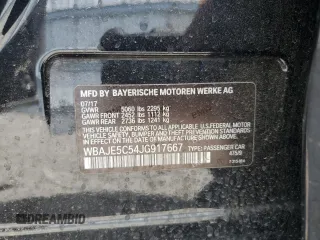 MFD BY BAYERISCHE MOTOREN WERKE AG
07/17
GVWR 5060 lbs 2295 kg
GAWR FRONT 2452 lbs 1112 kg
GAWR REAR 2736 lbs 1241 kg
THIS VEHICLE CONFORMS TO ALL APPLICABLE
U.S. FEDERAL MOTOR VEHICLE SAFETY,
BUMPER, AND THEFT PREVENTION STANDARDS
IN EFFECT ON THE DATE OF MANUFACTURE
SHOWN ABOVE.
WBAJE5C54JG917667 TYPE: PASSENGER CAR